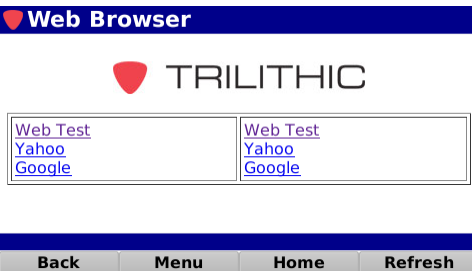 Web Browser
TRILITHIC
Web Test
Yahoo
Google
Web Test
Yahoo
Google
Back Menu Home Refresh